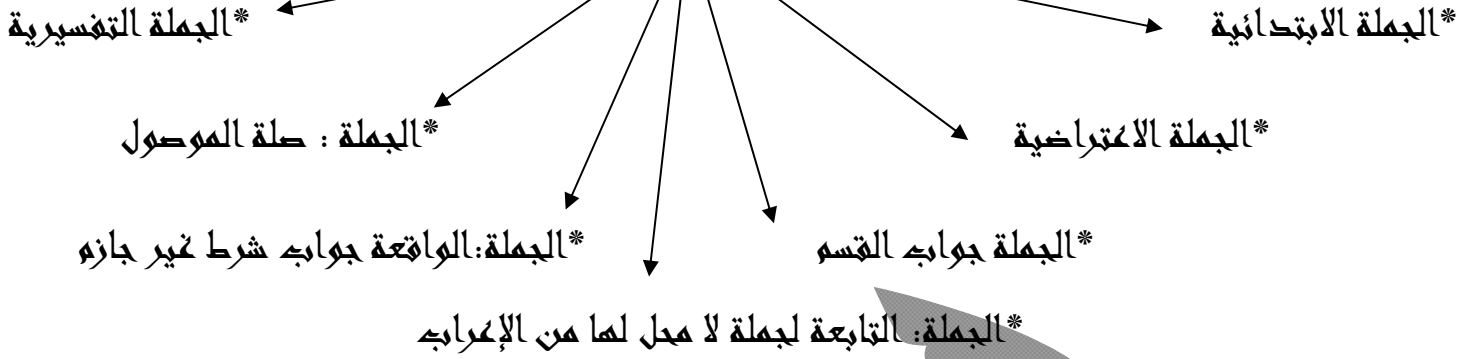 *الجملة الابتدائية
*الجملة التفسيرية
*الجملة الاعتراضية
*الجملة : صلة الموصول
*الجملة جواب القسم
*الجملة:الواقعة جواب شرط غير جازم
*الجملة: التابعة لجملة لا محل لها من الإعراب